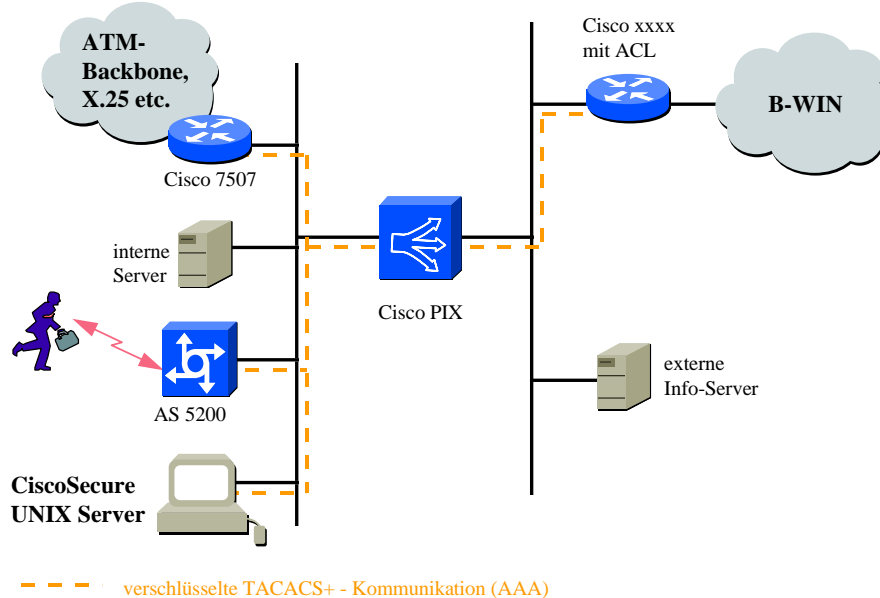 ATM-
Backbone,
X.25 etc.
Cisco 7507
interne
Server
AS 5200
CiscoSecure
UNIX Server
Cisco PIX
Cisco xxxx
mit ACL
B-WIN
externe
Info-Server
verschlüsselte TACACS+ - Kommunikation (AAA)